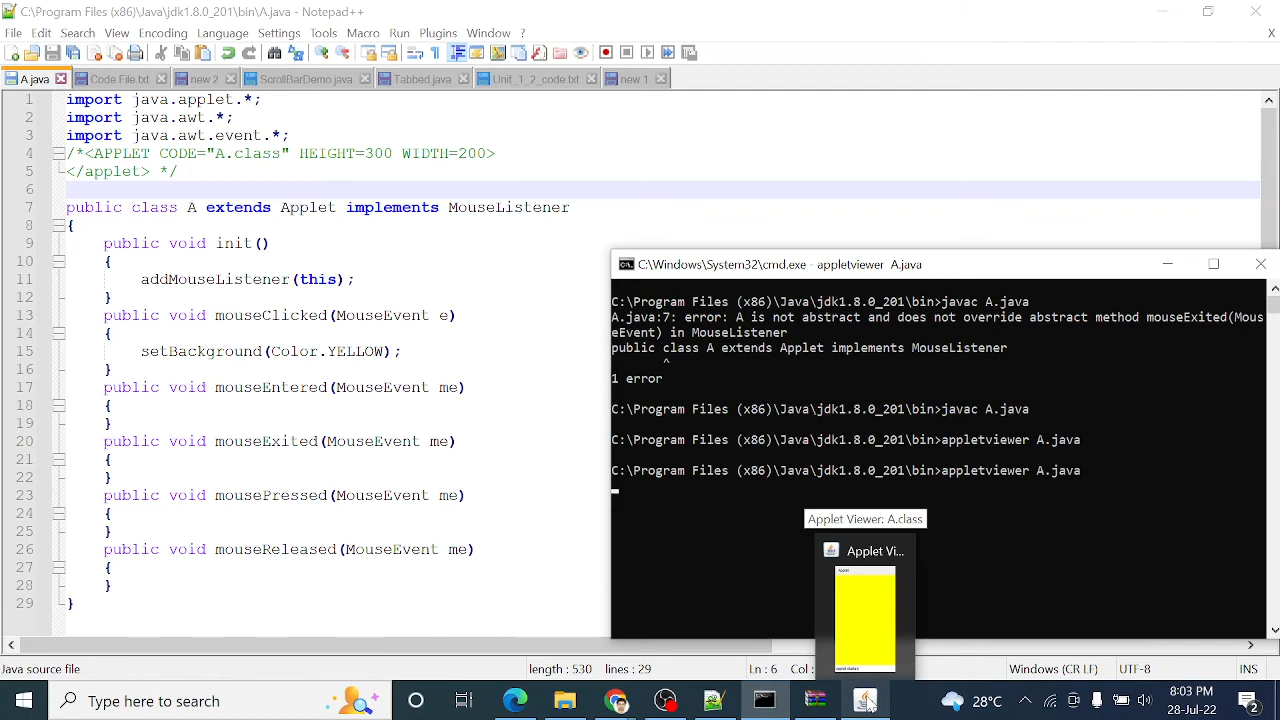 C:\Program Files (x86)\Java\jdk1.8.0_201\bin\A.java - Notepad++
File Edit Search View Encoding Language Settings Tools Macro Run Plugins Window ? X
A.java Code File.txt new 2 ScrollBarDemo.java Tabbed.java Unit_1_2_code.txt new 1
1 import java.applet.*;
2 import java.awt.*;
3 import java.awt.event.*;
4 /*<APPLET CODE="A.class" HEIGHT=300 WIDTH=200>
5 </applet> */
6
7 public class A extends Applet implements MouseListener
8 {
9 public void init()
10 {
11 addMouseListener(this);
12 }
13 public void mouseClicked(MouseEvent e)
14 {
15 setBackground(Color.YELLOW);
16 }
17 public void mouseEntered(MouseEvent me)
18 {
19 }
20 public void mouseExited(MouseEvent me)
21 {
22 }
23 public void mousePressed(MouseEvent me)
24 {
25 }
26 public void mouseReleased(MouseEvent me)
27 {
28 }
29 }
C:\Windows\System32\cmd.exe - appletviewer A.java
C:\Program Files (x86)\Java\jdk1.8.0_201\bin>javac A.java
A.java:7: error: A is not abstract and does not override abstract method mouseExited(Mous
eEvent) in MouseListener
public class A extends Applet implements MouseListener
^
1 error
C:\Program Files (x86)\Java\jdk1.8.0_201\bin>javac A.java
C:\Program Files (x86)\Java\jdk1.8.0_201\bin>appletviewer A.java
C:\Program Files (x86)\Java\jdk1.8.0_201\bin>appletviewer A.java
Applet Viewer: A.class
Applet Vi...
Applet
Java source file length : 530 lines : 29 Ln : 6 Col : Windows (CR LF) UTF-8 INS
Type here to search
28°C
8:03 PM
28-Jul-22
2